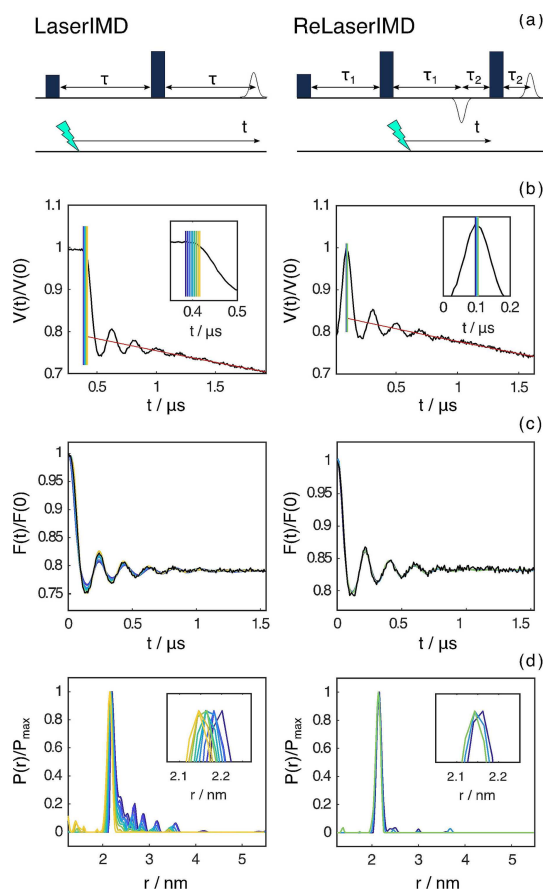 LaserIMD
ReLaserIMD
(a)
τ τ
τ₁ τ₁ τ₂ τ₂
t
t
(b)
V(t)/V(0)
1.1
1
0.9
0.8
0.7
0.5 1 1.5
t / µs
0.4 0.5
t / µs
V(t)/V(0)
1.1
1
0.9
0.8
0.7
0 0.5 1 1.5
t / µs
0 0.1 0.2
t / µs
(c)
F(t)/F(0)
1
0.95
0.9
0.85
0.8
0.75
0 0.5 1 1.5
t / µs
F(t)/F(0)
1
0.95
0.9
0.85
0.8
0 0.5 1 1.5
t / µs
(d)
P(r)/Pmax
1
0.8
0.6
0.4
0.2
0
2 3 4 5
r / nm
2.1 2.2
r / nm
P(r)/Pmax
1
0.8
0.6
0.4
0.2
0
2 3 4 5
r / nm
2.1 2.2
r / nm